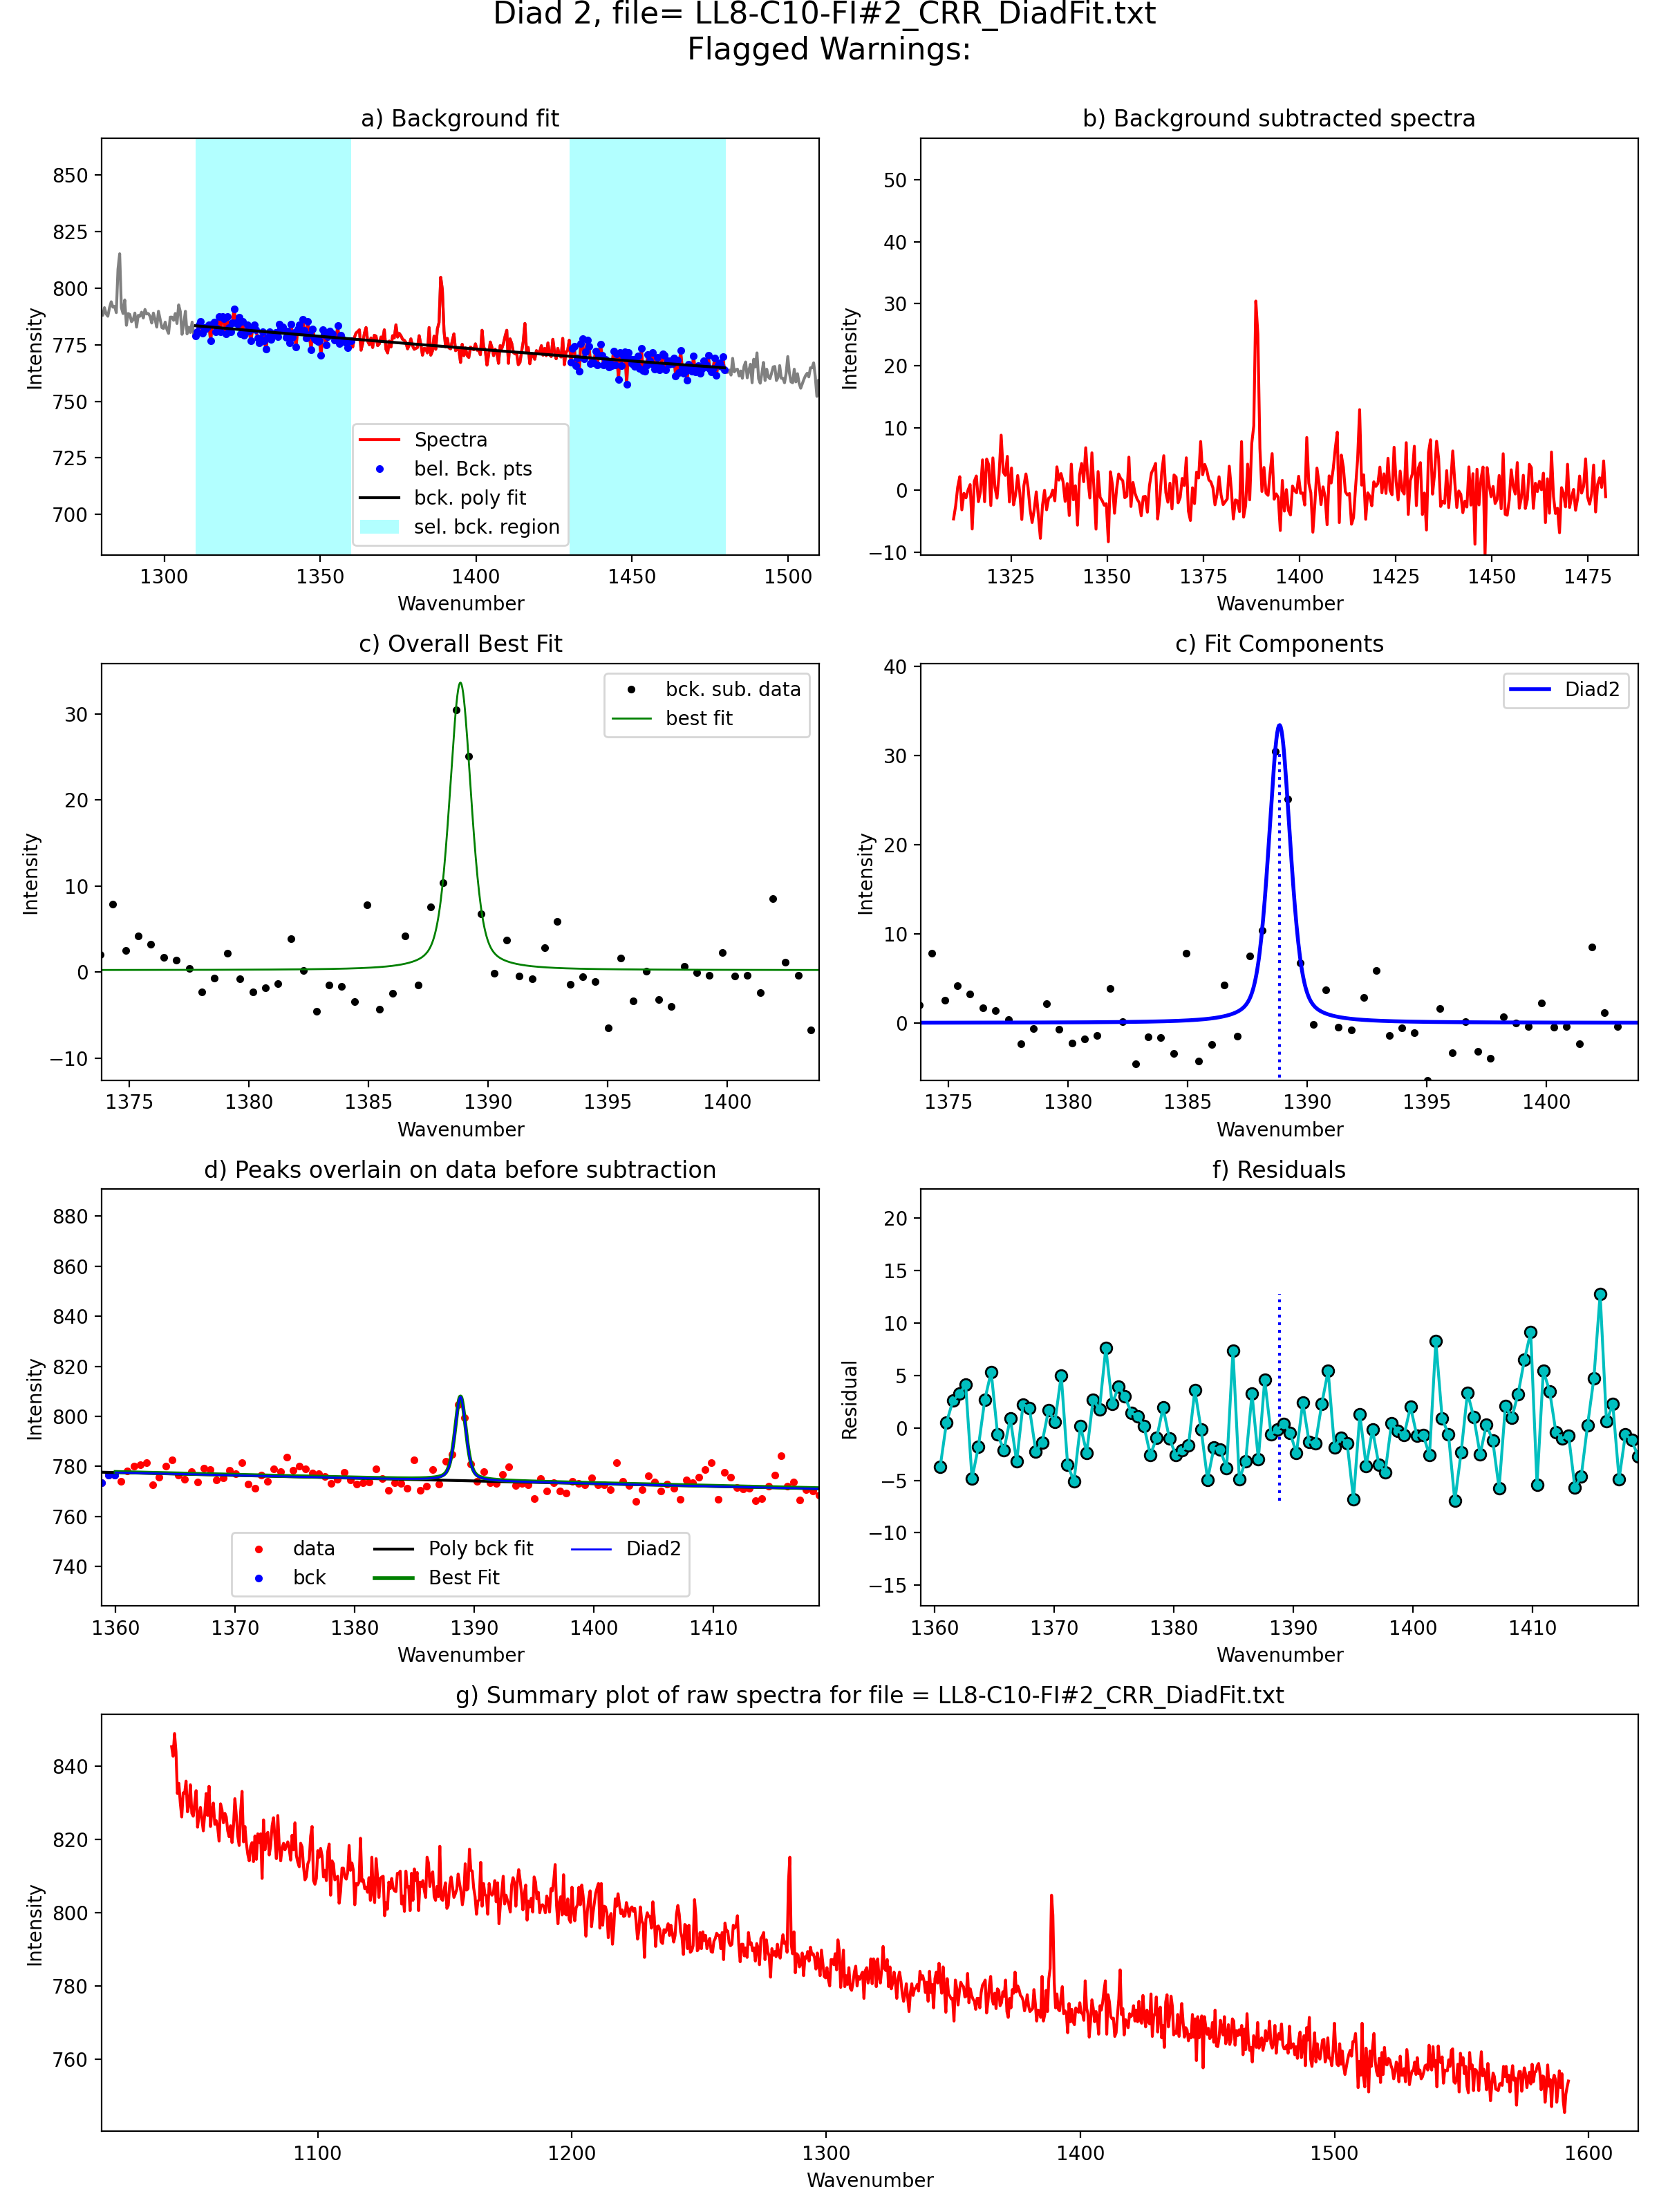 Diad 2, file= LL8-C10-FI#2_CRR_DiadFit.txt
Flagged Warnings:
a) Background fit
850
825
800
775
750
725
700
Intensity
Spectra
bel. Bck. pts
bck. poly fit
sel. bck. region
1300 1350 1400 1450 1500
Wavenumber
b) Background subtracted spectra
50
40
30
20
10
0
−10
Intensity
1325 1350 1375 1400 1425 1450 1475
Wavenumber
c) Overall Best Fit
30
20
10
0
−10
Intensity
bck. sub. data
best fit
1375 1380 1385 1390 1395 1400
Wavenumber
c) Fit Components
40
30
20
10
0
Intensity
Diad2
1375 1380 1385 1390 1395 1400
Wavenumber
d) Peaks overlain on data before subtraction
880
860
840
820
800
780
760
740
Intensity
data
bck
Poly bck fit
Best Fit
Diad2
1360 1370 1380 1390 1400 1410
Wavenumber
f) Residuals
20
15
10
5
0
−5
−10
−15
Residual
1360 1370 1380 1390 1400 1410
Wavenumber
g) Summary plot of raw spectra for file = LL8-C10-FI#2_CRR_DiadFit.txt
840
820
800
780
760
Intensity
1100 1200 1300 1400 1500 1600
Wavenumber